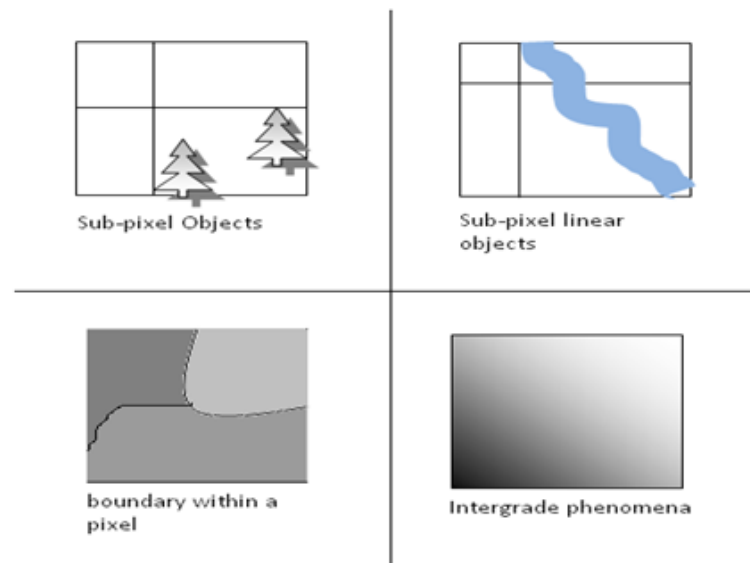 Sub-pixel Objects
Sub-pixel linear
objects
boundary within a
pixel
Intergrade phenomena